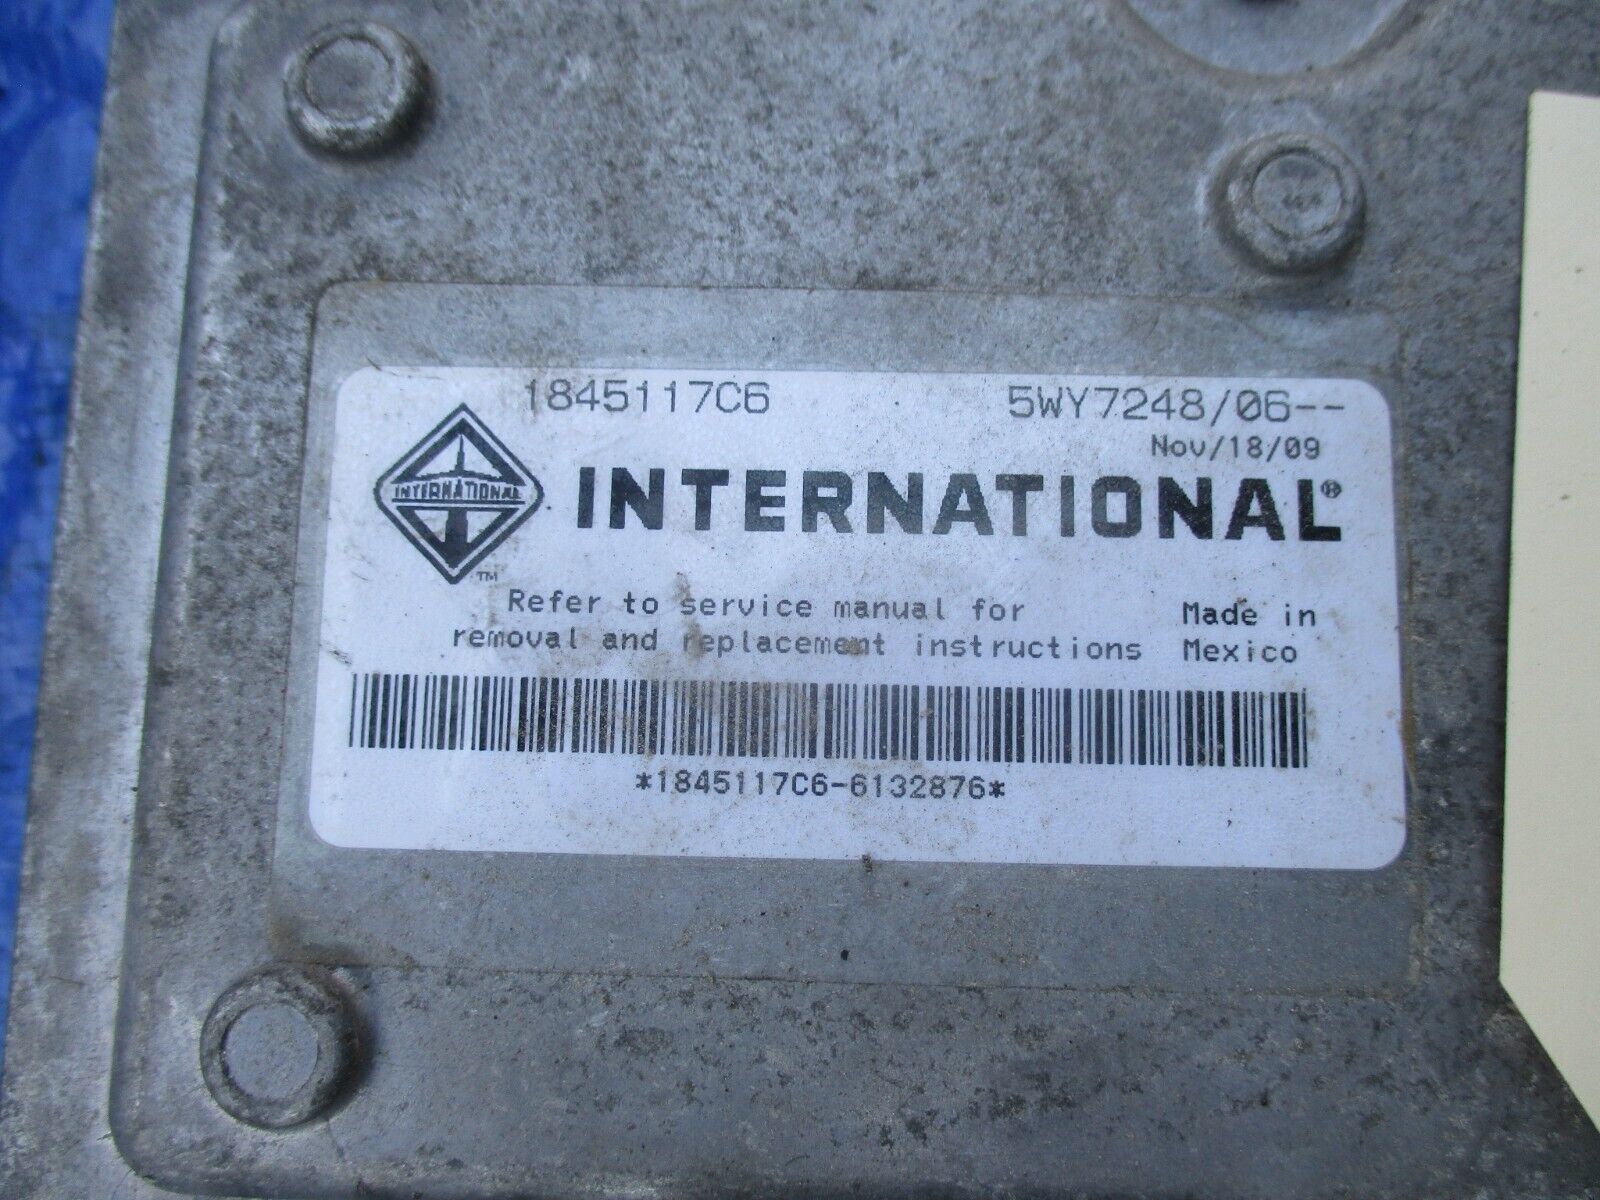 1845117C6 5WY7248/06--
Nov/18/09
INTERNATIONAL INTERNATIONAL®
TM
Refer to service manual for Made in
removal and replacement instructions Mexico
*1845117C6-6132876*